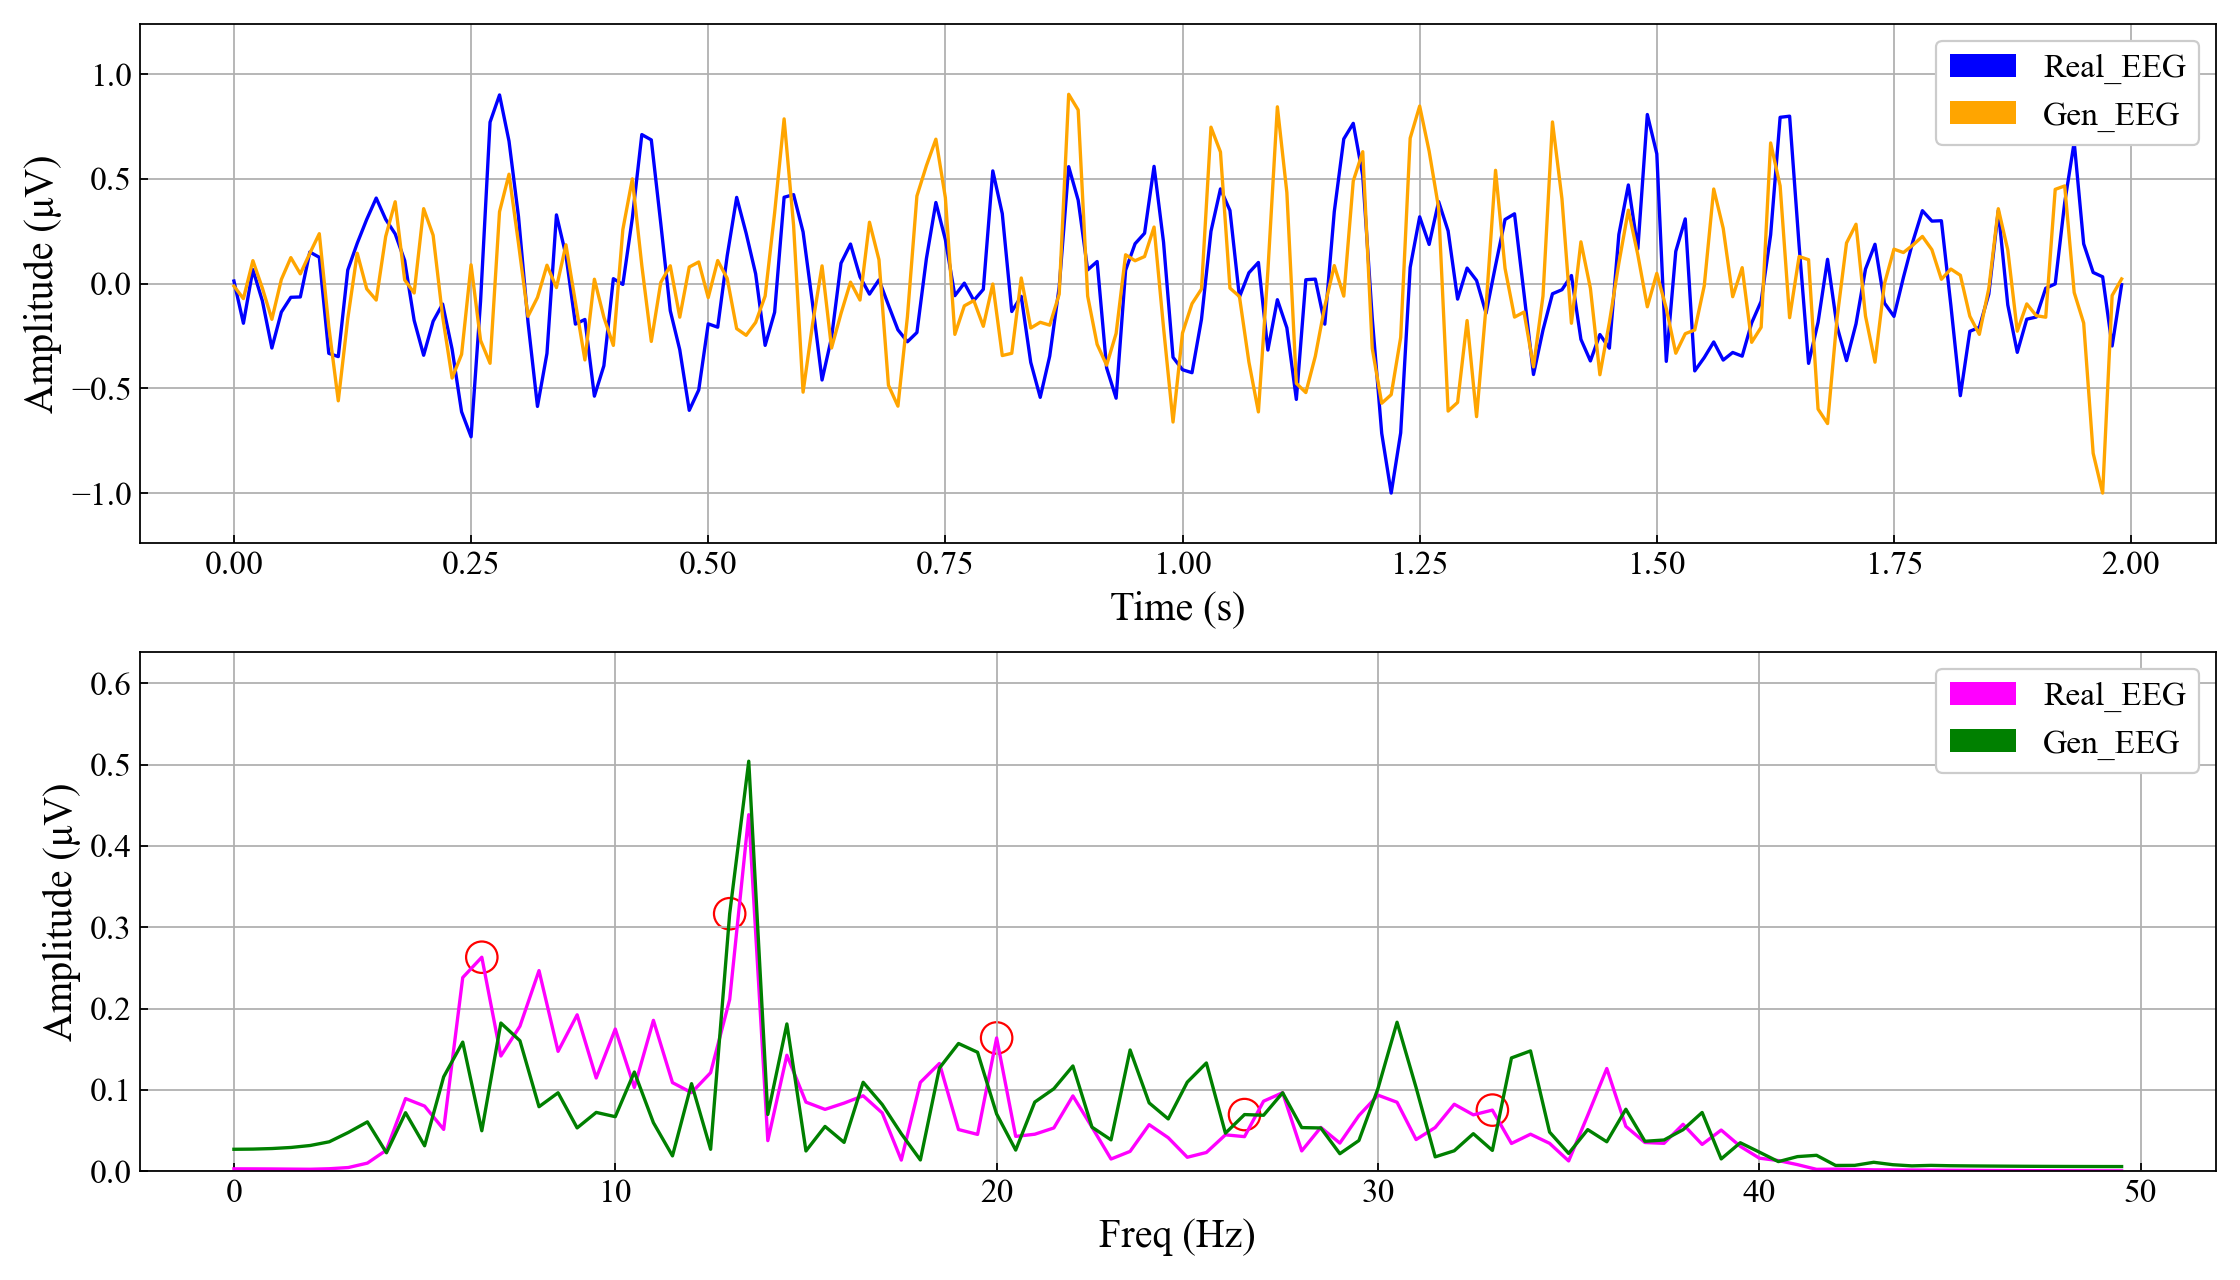 1.0
0.5
0.0
−0.5
−1.0
Amplitude (μV)
Real_EEG
Gen_EEG
0.00 0.25 0.50 0.75 1.00 1.25 1.50 1.75 2.00
Time (s)
0.6
0.5
0.4
0.3
0.2
0.1
0.0
Amplitude (μV)
Real_EEG
Gen_EEG
0 10 20 30 40 50
Freq (Hz)